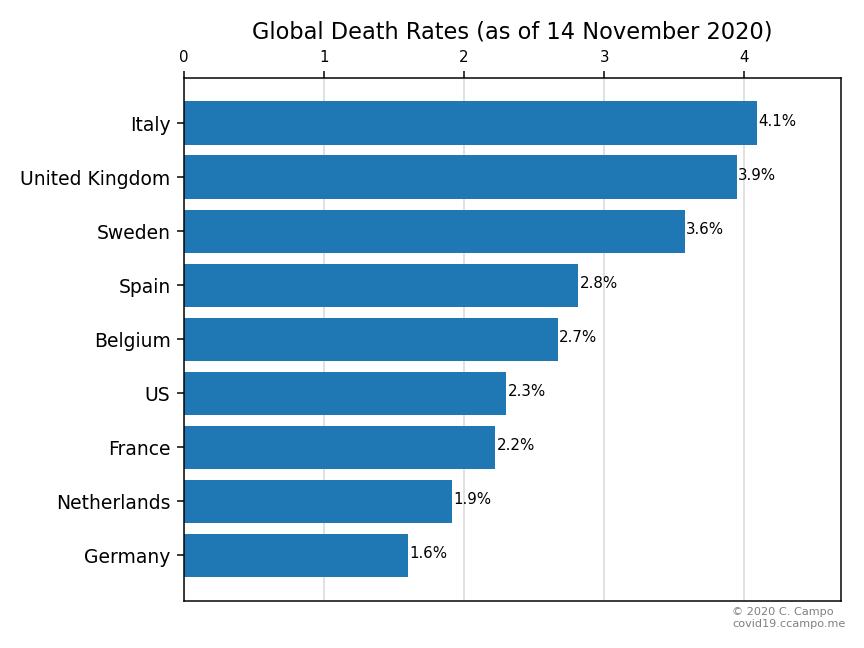 Global Death Rates (as of 14 November 2020)
0 1 2 3 4
Italy 4.1%
United Kingdom 3.9%
Sweden 3.6%
Spain 2.8%
Belgium 2.7%
US 2.3%
France 2.2%
Netherlands 1.9%
Germany 1.6%
© 2020 C. Campo
covid19.ccampo.me